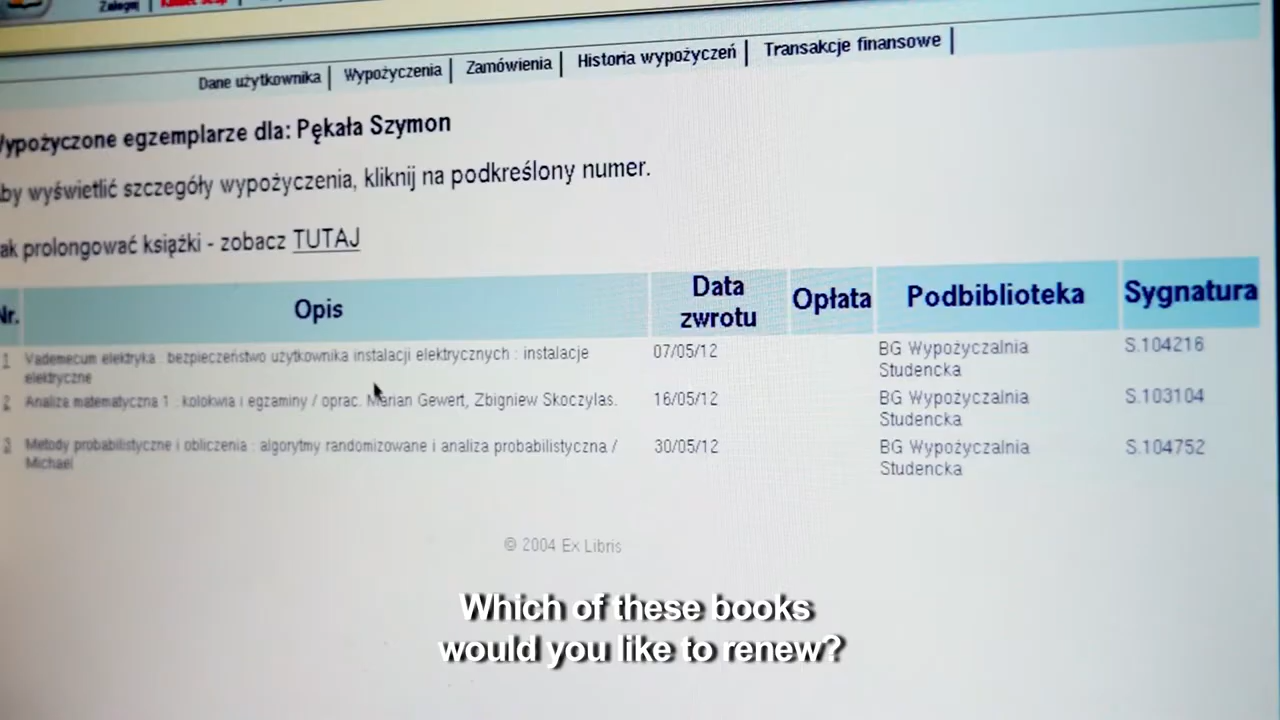 Zaloguj
Dane użytkownika | Wypożyczenia | Zamówienia | Historia wypożyczeń | Transakcje finansowe |
ypożyczone egzemplarze dla: Pękała Szymon
by wyświetlić szczegóły wypożyczenia, kliknij na podkreślony numer.
ak prolongować książki - zobacz TUTAJ
Nr. Opis Data zwrotu Opłata Podbiblioteka Sygnatura
1 Vademecum elektryka : bezpieczeństwo użytkownika instalacji elektrycznych : instalacje 07/05/12 BG Wypożyczalnia S.104216
elektryczne Studencka
2 Analiza matematyczna 1 : kolokwia i egzaminy / oprac. Marian Gewert, Zbigniew Skoczylas. 16/05/12 BG Wypożyczalnia S.103104
Studencka
3 Metody probabilistyczne i obliczenia : algorytmy randomizowane i analiza probabilistyczna / 30/05/12 BG Wypożyczalnia S.104752
Michael Studencka
© 2004 Ex Libris
Which of these books
would you like to renew?